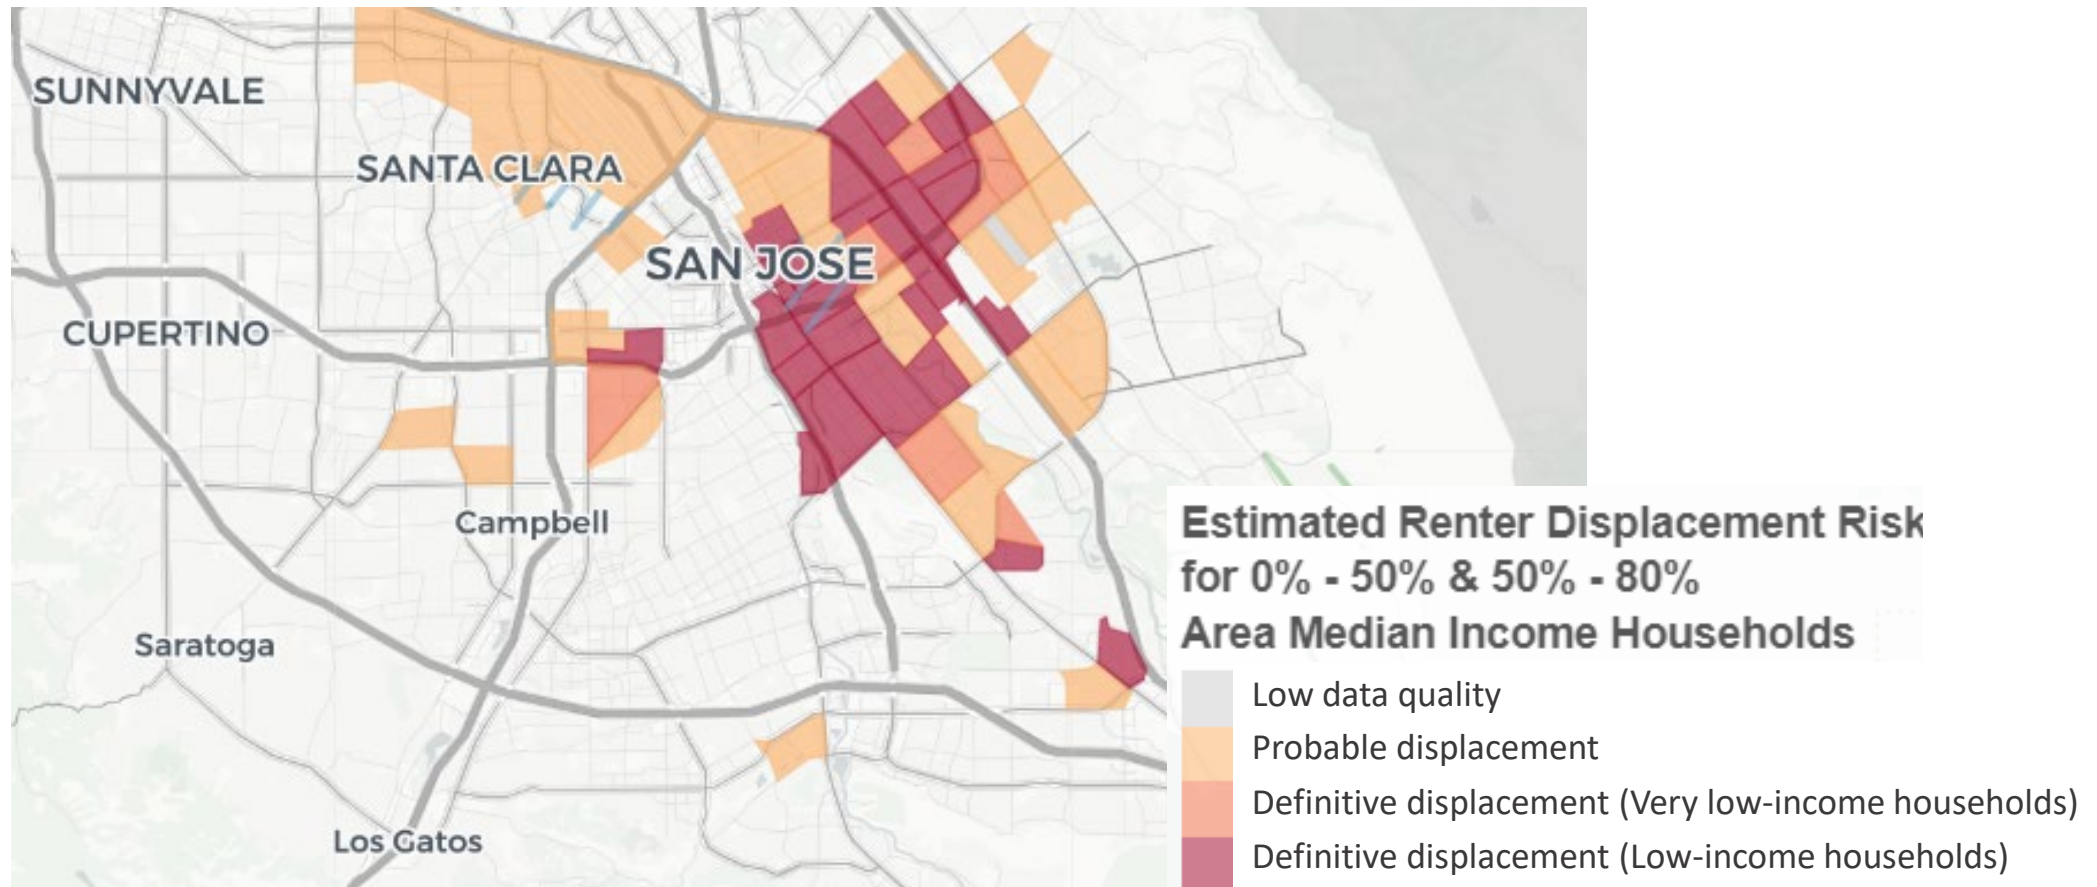 SUNNYVALE
SANTA CLARA
SAN JOSE
CUPERTINO
Campbell
Saratoga
Los Gatos
Estimated Renter Displacement Risk
for 0% - 50% & 50% - 80%
Area Median Income Households
Low data quality
Probable displacement
Definitive displacement (Very low-income households)
Definitive displacement (Low-income households)